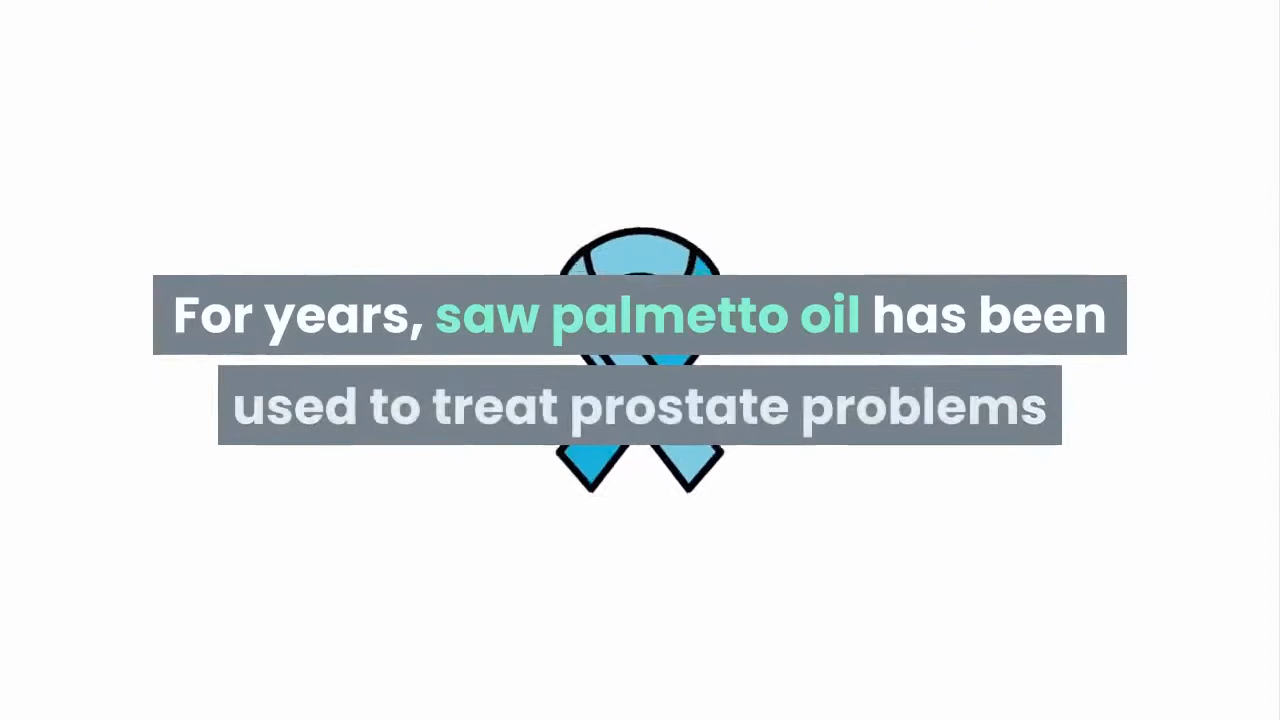 For years, saw palmetto oil has been
used to treat prostate problems